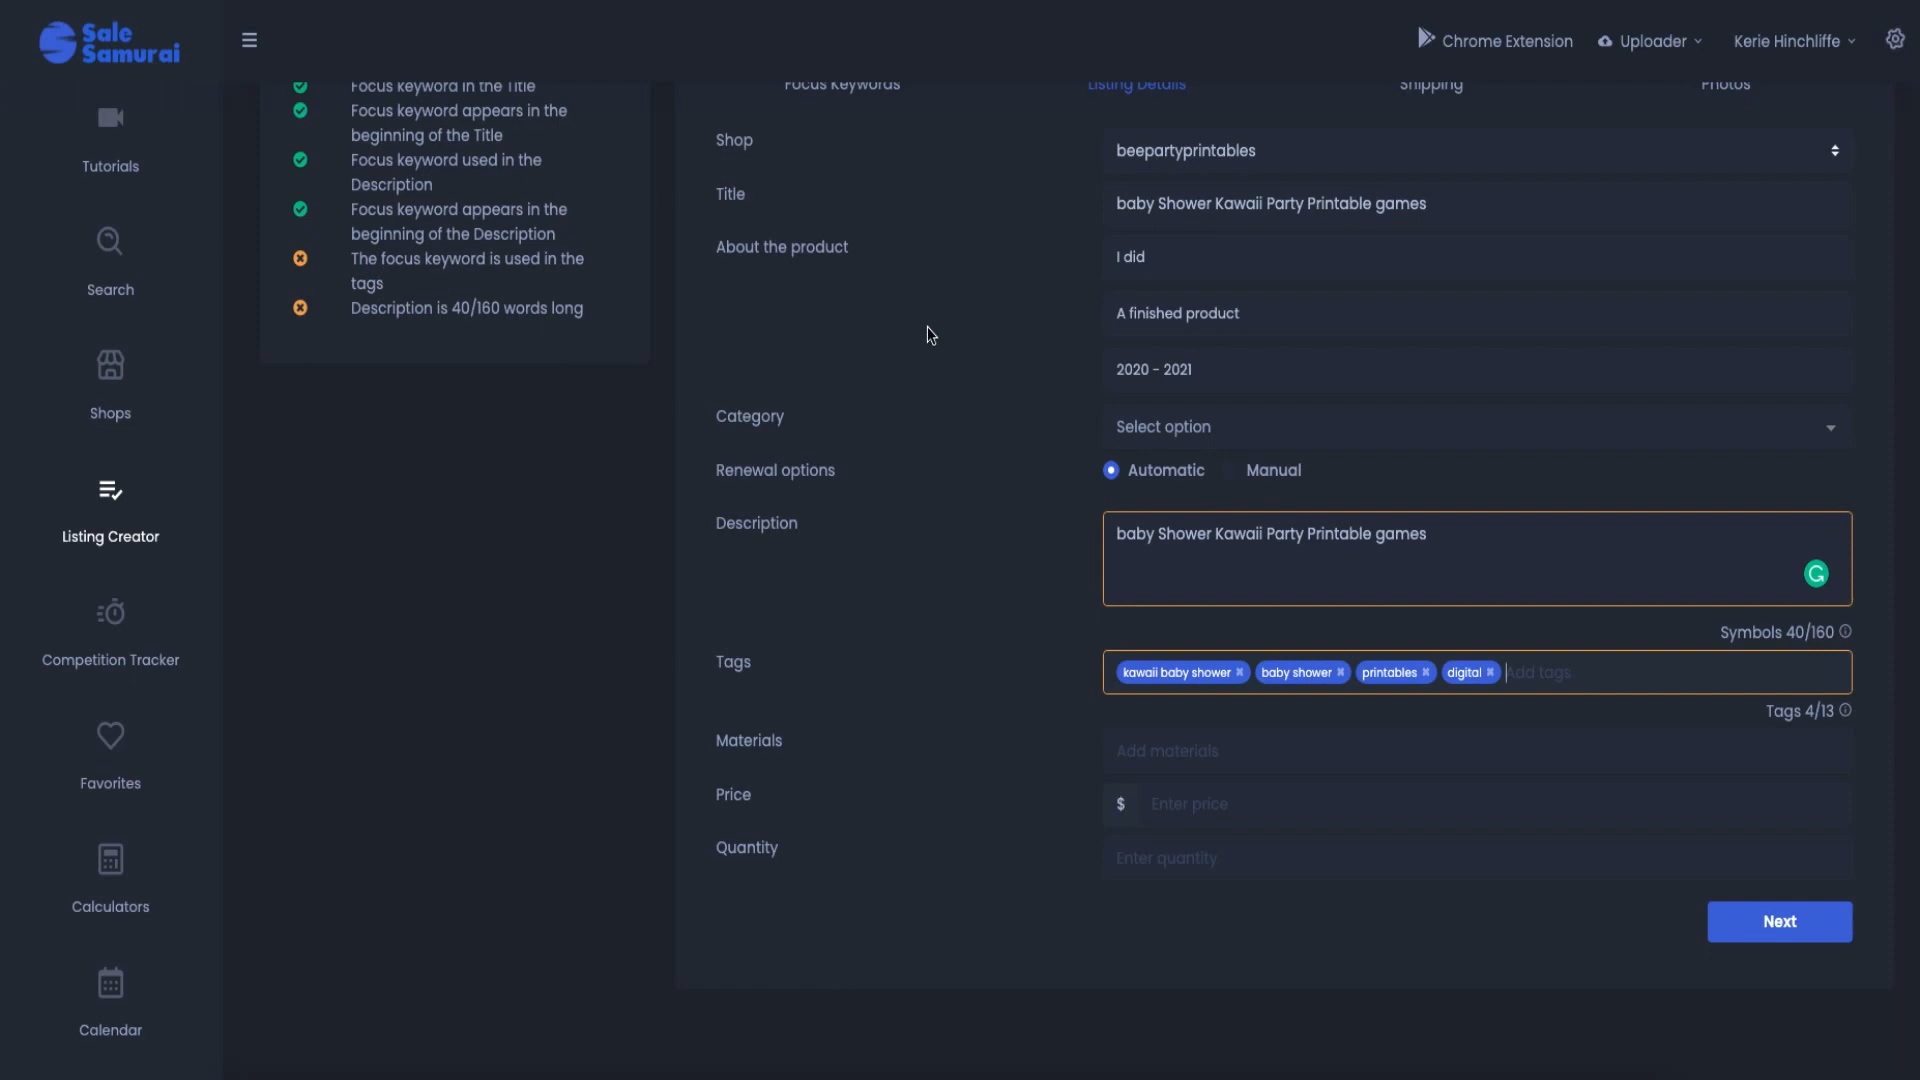 Sale
Samurai
Chrome Extension
Uploader
Kerie Hinchliffe
Tutorials
Search
Shops
Listing Creator
Competition Tracker
Favorites
Calculators
Calendar
Focus keyword in the Title
Focus keyword appears in the
beginning of the Title
Focus keyword used in the
Description
Focus keyword appears in the
beginning of the Description
The focus keyword is used in the
tags
Description is 40/160 words long
Focus Keywords
Listing Details
Shipping
Photos
Shop
beepartyprintables
Title
baby Shower Kawaii Party Printable games
About the product
I did
A finished product
2020 - 2021
Category
Select option
Renewal options
Automatic
Manual
Description
baby Shower Kawaii Party Printable games
Symbols 40/160
Tags
kawaii baby shower × baby shower × printables × digital × Add tags
Tags 4/13
Materials
Add materials
Price
$ Enter price
Quantity
Enter quantity
Next